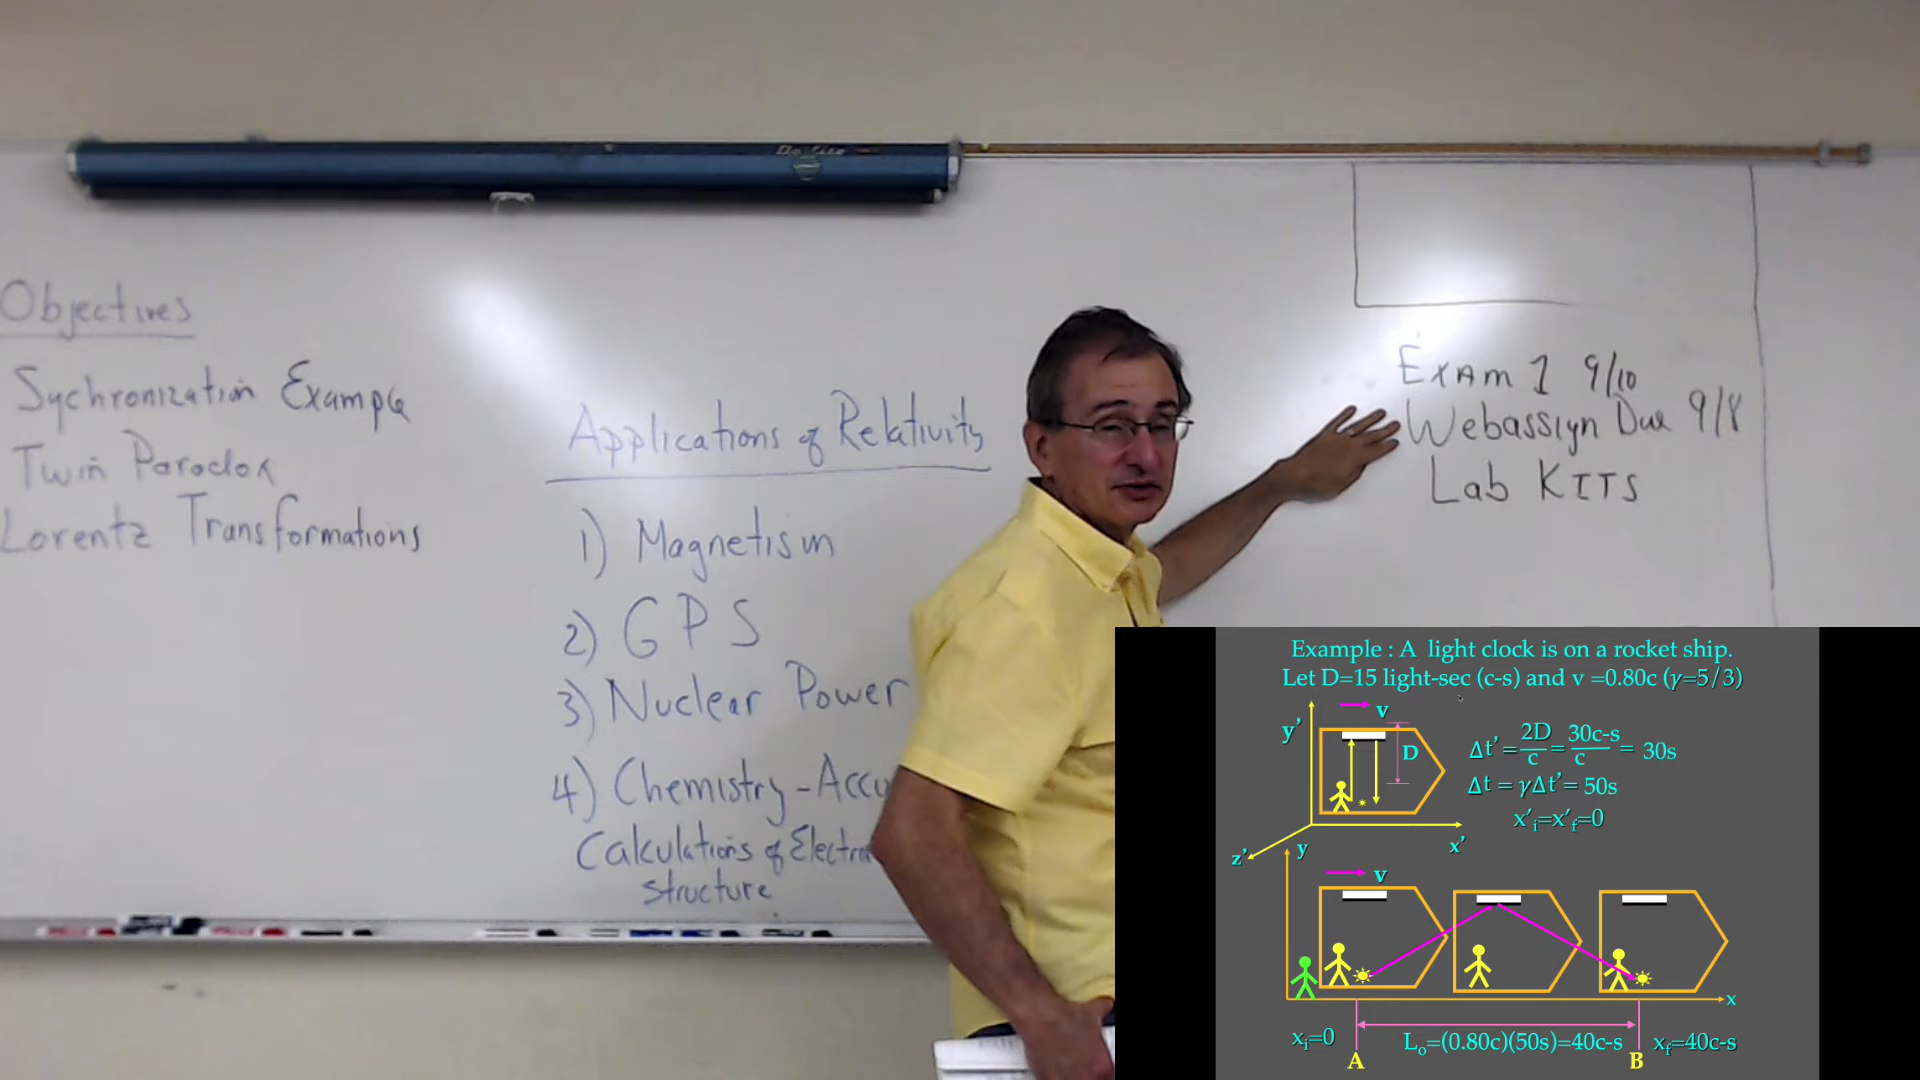 Da-Lite
Objectives
Sychronization Example
Twin Paradox
Lorentz Transformations
Applications of Relativity
1) Magnetism
2) GPS
3) Nuclear Power
4) Chemistry - Accu
Calculations of Electro
structure
Exam 1 9/10
Webassign Due 9/8
Lab KITS
Example : A light clock is on a rocket ship.
Let D=15 light-sec (c-s) and v =0.80c (γ=5/3)
v
y'
D
Δt'=2D/c=30c-s/c= 30s
Δt = γΔt'= 50s
x'i=x'f=0
z'
x'
y
v
x
xi=0
Lo=(0.80c)(50s)=40c-s
xf=40c-s
A
B